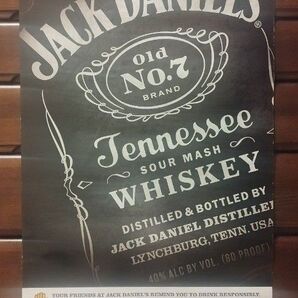 JACK DANIEL'S
Old
No.7
BRAND
Tennessee
SOUR MASH
WHISKEY
DISTILLED & BOTTLED BY
JACK DANIEL DISTILLE
LYNCHBURG, TENN. USA
40% ALC BY VOL. (80 PROOF)
YOUR FRIENDS AT JACK DANIEL'S REMIND YOU TO DRINK RESPONSIBLY.